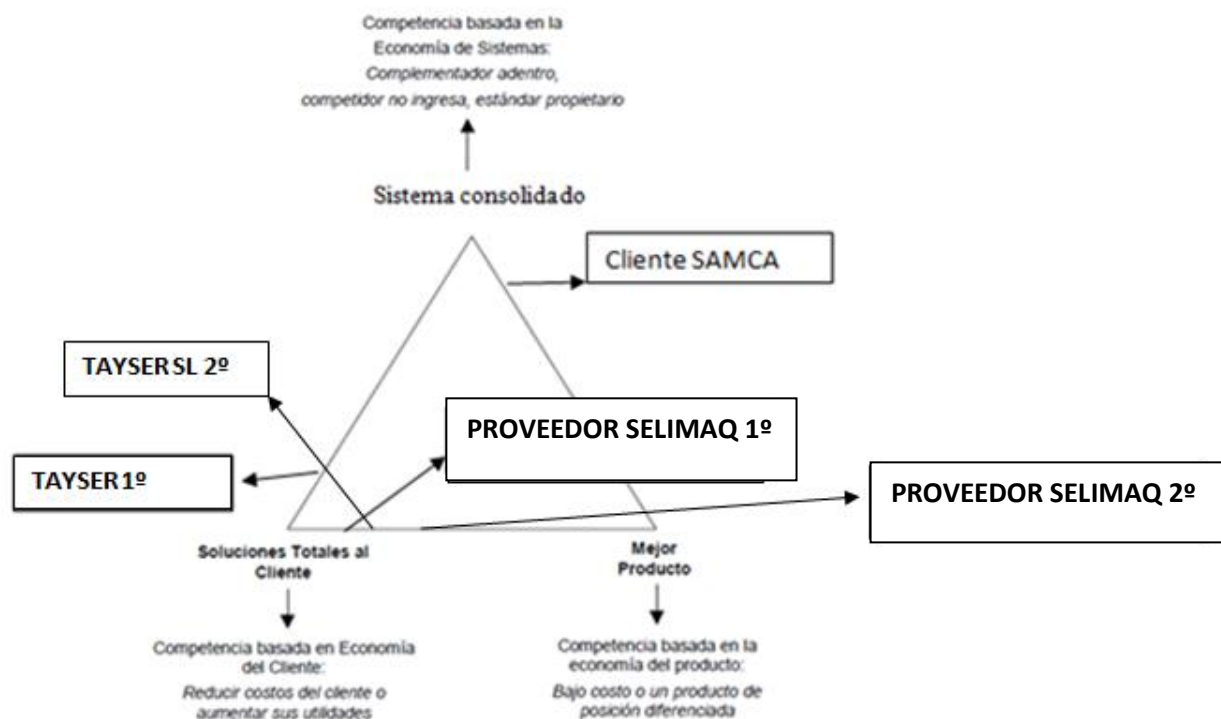 Competencia basada en la
Economía de Sistemas:
Complementador adentro,
competidor no ingresa, estándar propietario
Sistema consolidado
Cliente SAMCA
TAYSER SL 2º
PROVEEDOR SELIMAQ 1º
TAYSER 1º
PROVEEDOR SELIMAQ 2º
Soluciones Totales al
Cliente
Mejor
Producto
Competencia basada en Economía
del Cliente:
Reducir costos del cliente o
aumentar sus utilidades
Competencia basada en la
economía del producto:
Bajo costo o un producto de
posición diferenciada